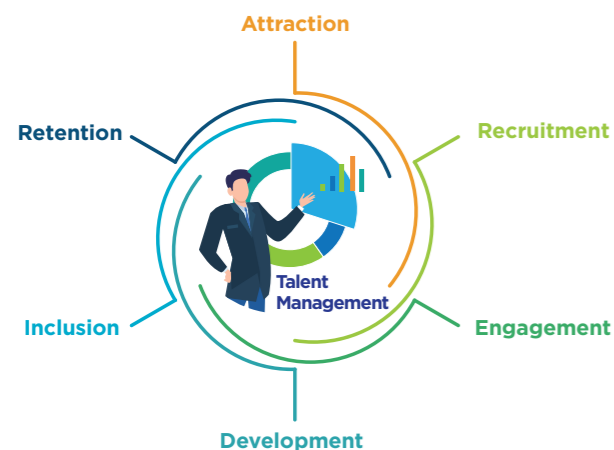 Attraction
Retention
Recruitment
Talent
Management
Inclusion
Engagement
Development